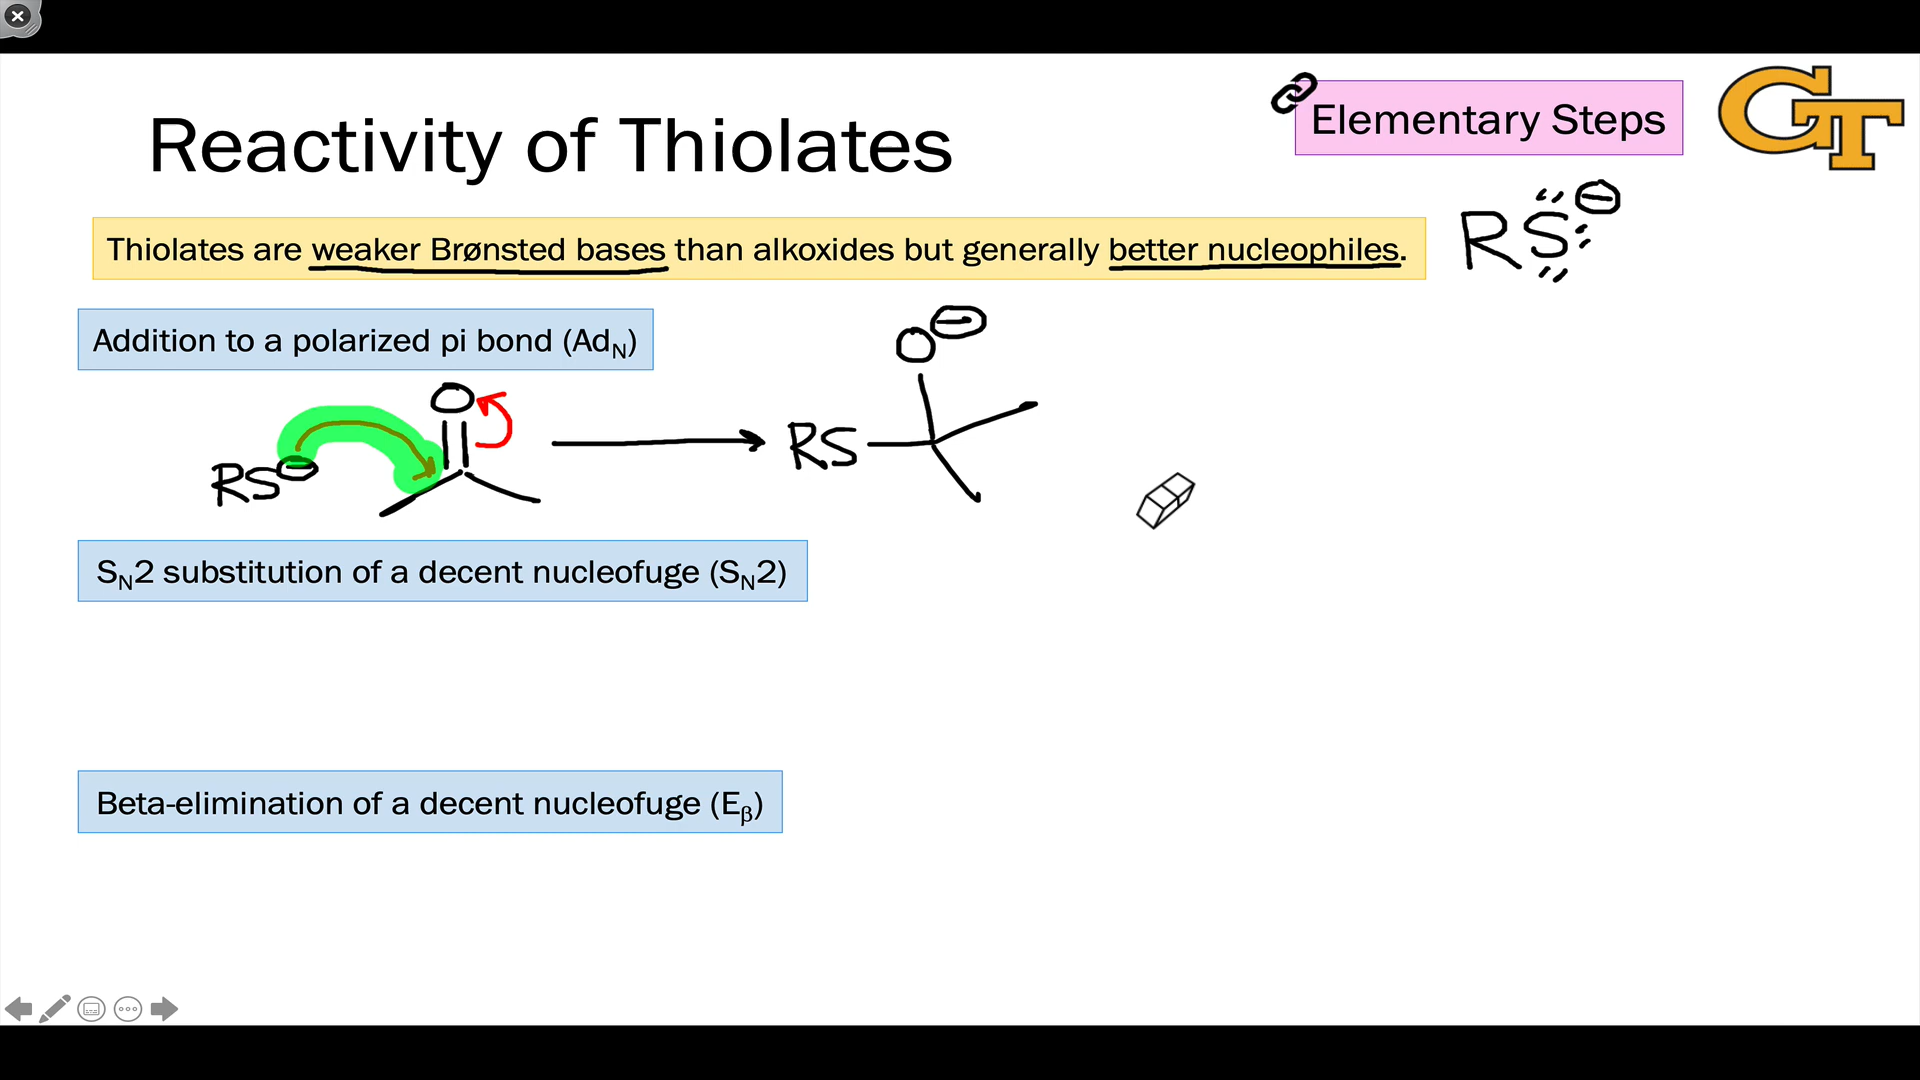 Elementary Steps
GT
Reactivity of Thiolates
RS⊖
Thiolates are weaker Brønsted bases than alkoxides but generally better nucleophiles.
Addition to a polarized pi bond (AdN)
O⊖
O
RS⊖
RS
SN2 substitution of a decent nucleofuge (SN2)
Beta-elimination of a decent nucleofuge (Eβ)